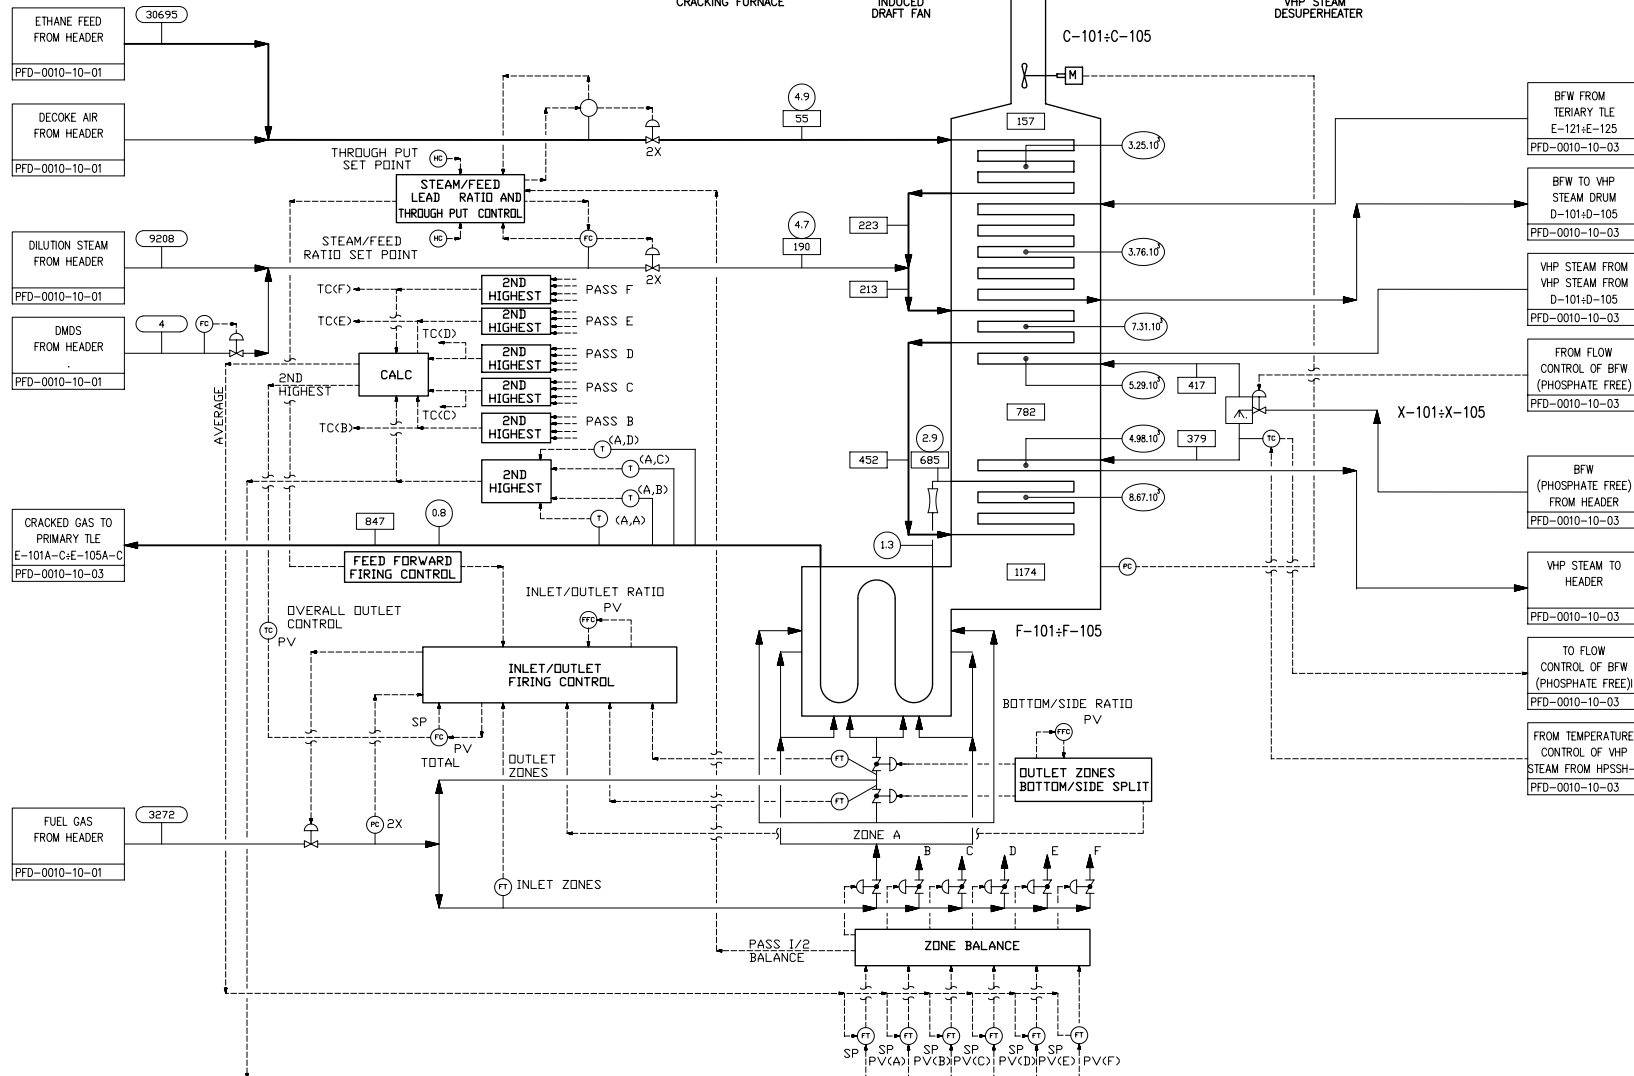 CRACKING FURNACE
INDUCED
DRAFT FAN
VHP STEAM
DESUPERHEATER
ETHANE FEED
FROM HEADER
PFD-0010-10-01
30695
DECOKE AIR
FROM HEADER
PFD-0010-10-01
DILUTION STEAM
FROM HEADER
PFD-0010-10-01
9208
DMDS
FROM HEADER
.
PFD-0010-10-01
4
FC
CRACKED GAS TO
PRIMARY TLE
E-101A-C÷E-105A-C
PFD-0010-10-03
FUEL GAS
FROM HEADER
PFD-0010-10-01
3272
THROUGH PUT
SET POINT
HC
2X
STEAM/FEED
LEAD RATIO AND
THROUGH PUT CONTROL
STEAM/FEED
RATIO SET POINT
HC
FC
2X
4.9
55
4.7
190
TC(F)
2ND
HIGHEST
PASS F
TC(E)
2ND
HIGHEST
PASS E
TC(D)
2ND
HIGHEST
PASS D
CALC
2ND
HIGHEST
PASS C
TC(C)
2ND
HIGHEST
PASS B
TC(B)
2ND
HIGHEST
AVERAGE
2ND
HIGHEST
T
(A,D)
T
(A,C)
T
(A,B)
T
(A,A)
847
0.8
FEED FORWARD
FIRING CONTROL
INLET/OUTLET RATIO
PV
FFC
OVERALL OUTLET
CONTROL
TC
PV
INLET/OUTLET
FIRING CONTROL
SP
FC
PV
TOTAL
OUTLET
ZONES
PC
2X
FT
INLET ZONES
C-101÷C-105
M
157
3.25.10
223
3.76.10
213
7.31.10
5.29.10
417
782
X-101÷X-105
4.98.10
379
TC
452
2.9
685
8.67.10
1.3
1174
PC
F-101÷F-105
BOTTOM/SIDE RATIO
PV
FFC
FT
FT
OUTLET ZONES
BOTTOM/SIDE SPLIT
ZONE A
B
C
D
E
F
PASS I/2
BALANCE
ZONE BALANCE
FT
FT
FT
FT
FT
FT
SP
SP
SP
SP
SP
SP
PV(A)
PV(B)
PV(C)
PV(D)
PV(E)
PV(F)
BFW FROM
TERIARY TLE
E-121÷E-125
PFD-0010-10-03
BFW TO VHP
STEAM DRUM
D-101÷D-105
PFD-0010-10-03
VHP STEAM FROM
VHP STEAM FROM
D-101÷D-105
PFD-0010-10-03
FROM FLOW
CONTROL OF BFW
(PHOSPHATE FREE)
PFD-0010-10-03
BFW
(PHOSPHATE FREE)
FROM HEADER
PFD-0010-10-03
VHP STEAM TO
HEADER
PFD-0010-10-03
TO FLOW
CONTROL OF BFW
(PHOSPHATE FREE)
PFD-0010-10-03
FROM TEMPERATURE
CONTROL OF VHP
STEAM FROM HPSSH-
PFD-0010-10-03